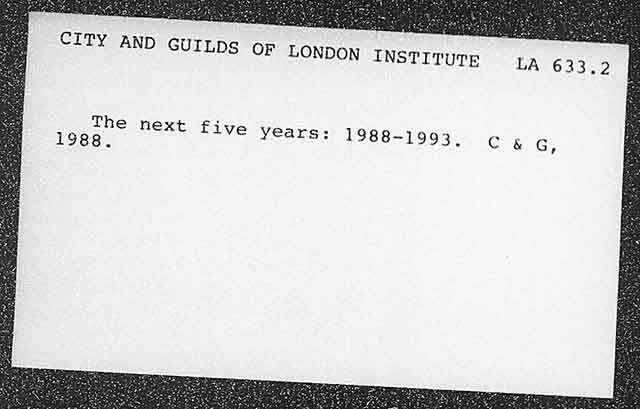 CITY AND GUILDS OF LONDON INSTITUTE LA 633.2
The next five years: 1988-1993. C & G,
1988.